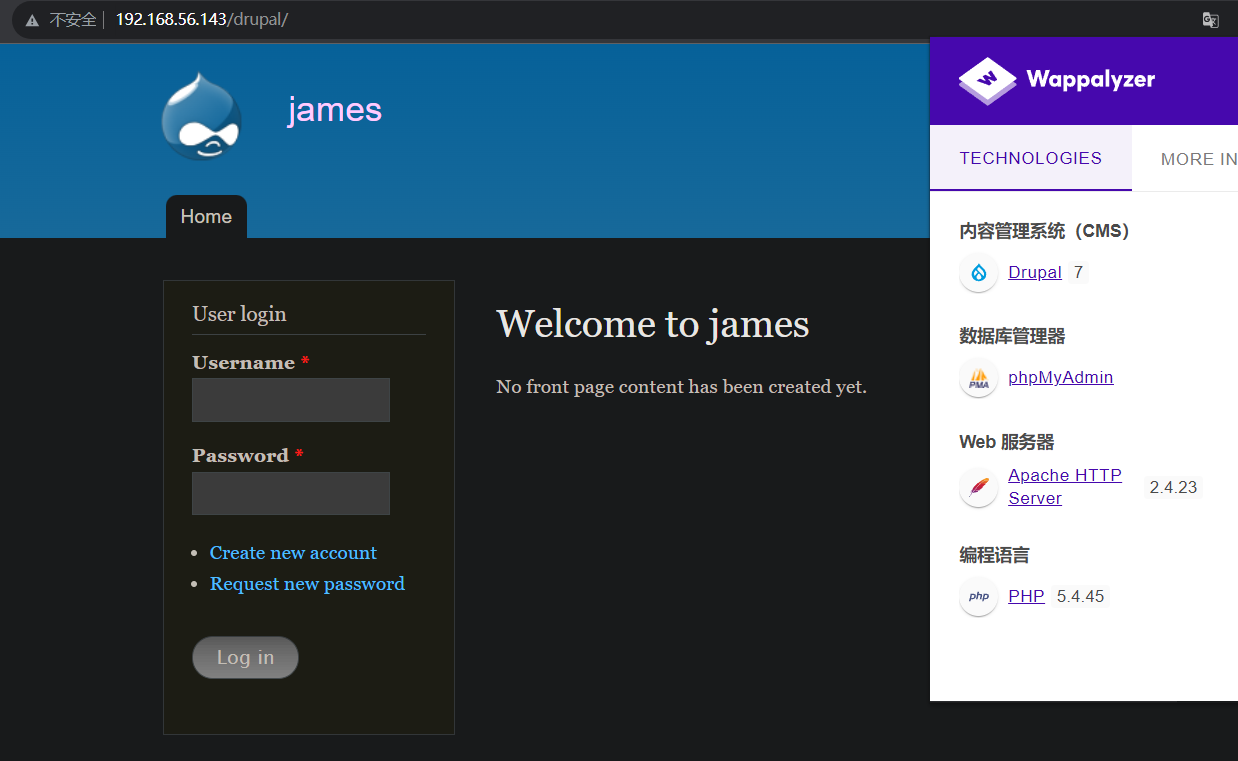 不安全 192.168.56.143/drupal/
james
Home
User login
Username *
Password *
Create new account
Request new password
Log in
Welcome to james
No front page content has been created yet.
Wappalyzer
TECHNOLOGIES MORE IN
内容管理系统（CMS）
Drupal 7
数据库管理器
PMA phpMyAdmin
Web 服务器
Apache HTTP
Server 2.4.23
编程语言
php PHP 5.4.45